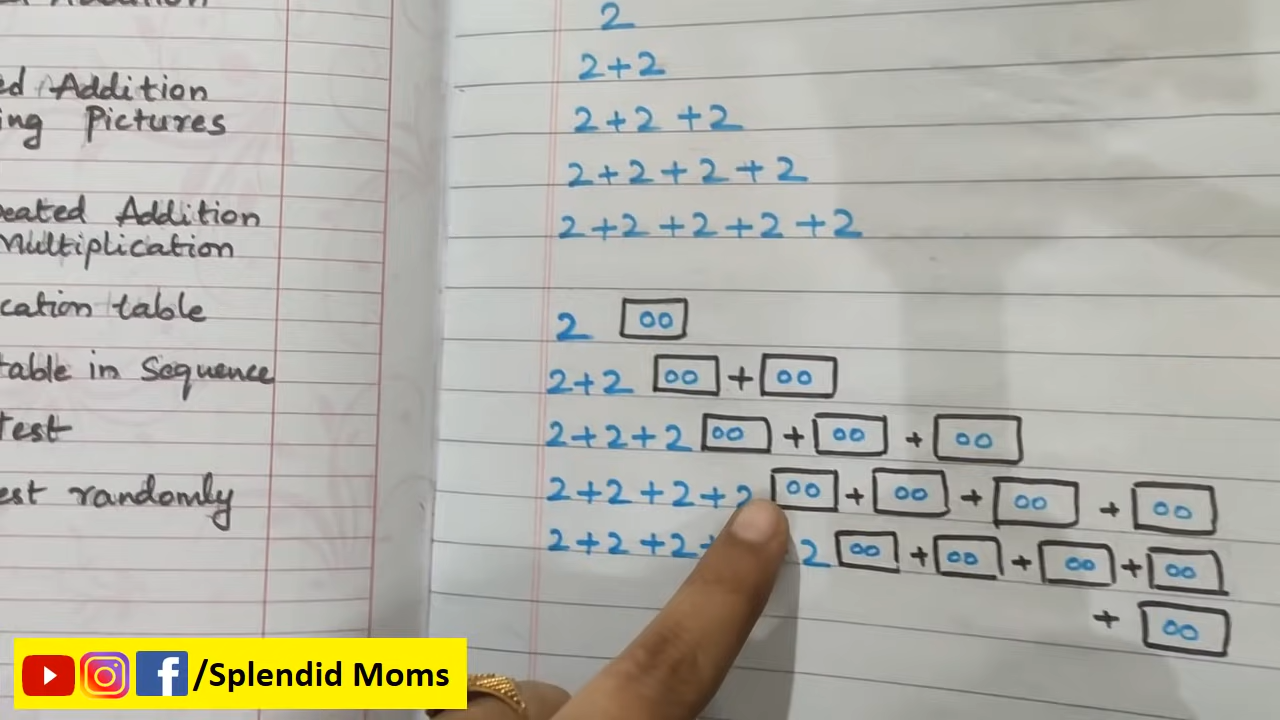 Addition
ed Addition
ing Pictures
peated Addition
Multiplication
cation table
table in Sequence
test
est randomly
2
2+2
2+2+2
2+2+2+2
2+2+2+2+2
2 oo
2+2 oo + oo
2+2+2 oo + oo + oo
2+2+2+2 oo + oo + oo + oo
2+2+2+ 2 oo + oo + oo + oo
+ oo
/Splendid Moms